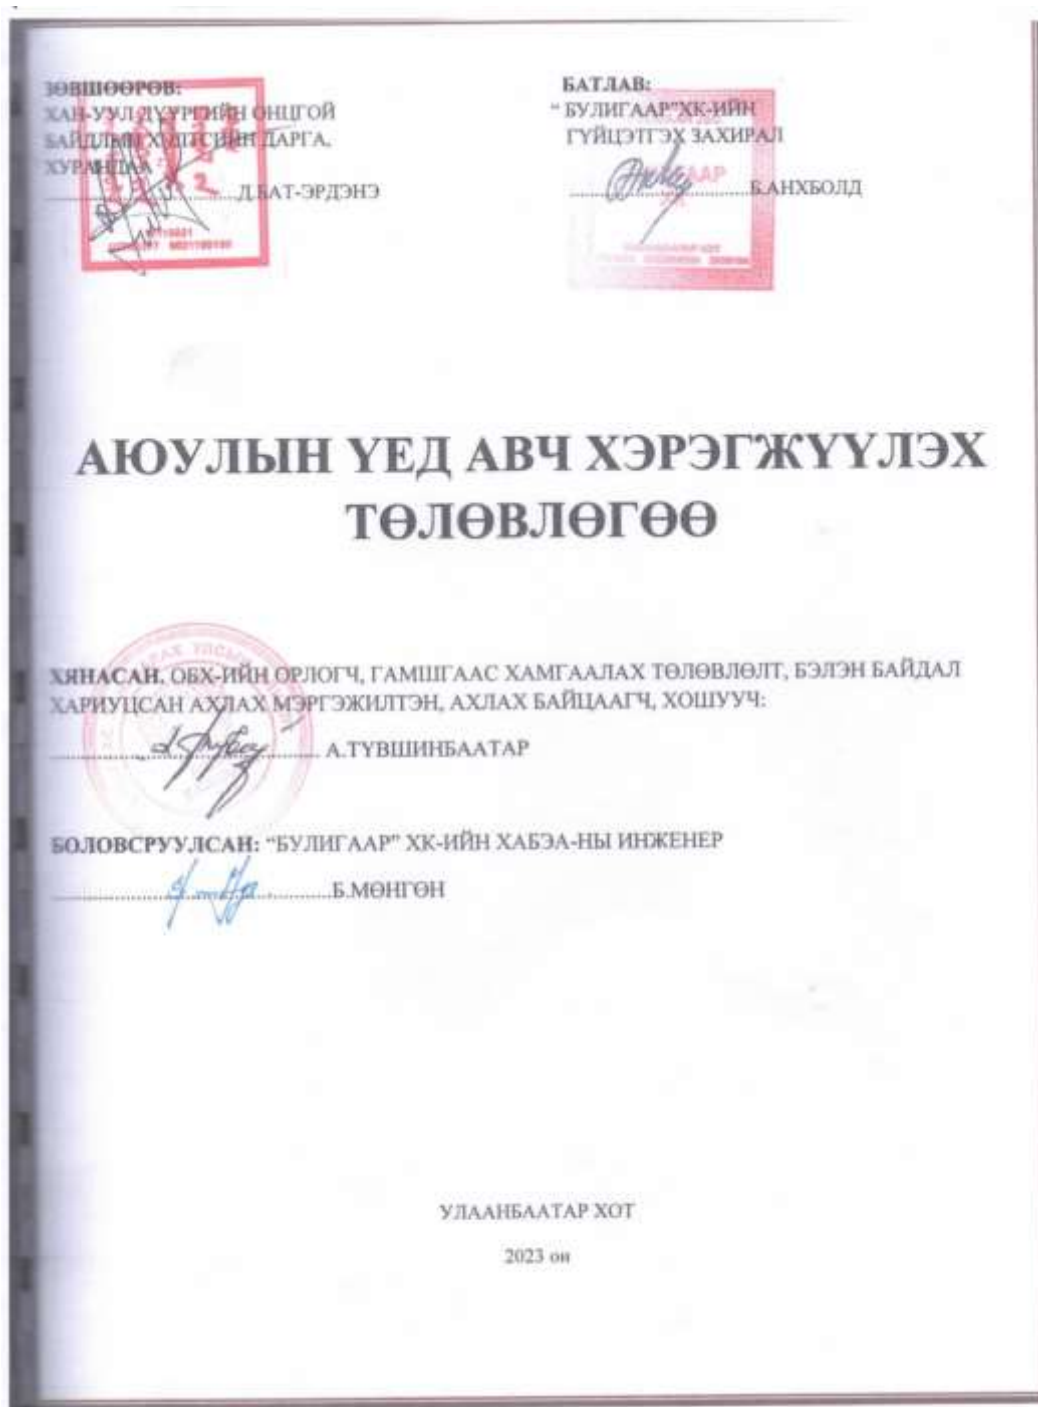 ЗӨВШӨӨРӨВ:
ХАН-УУЛ ДҮҮРГИЙН ОНЦГОЙ
БАЙДЛЫН ХЭЛТСИЙН ДАРГА,
ХУРАНДАА
....................Д.БАТ-ЭРДЭНЭ
БАТЛАВ:
“ БУЛИГААР”ХК-ИЙН
ГҮЙЦЭТГЭХ ЗАХИРАЛ
....................Б.АНХБОЛД
АЮУЛЫН ҮЕД АВЧ ХЭРЭГЖҮҮЛЭХ
ТӨЛӨВЛӨГӨӨ
ХЯНАСАН. ОБХ-ИЙН ОРЛОГЧ, ГАМШГААС ХАМГААЛАХ ТӨЛӨВЛӨЛТ, БЭЛЭН БАЙДАЛ
ХАРИУЦСАН АХЛАХ МЭРГЭЖИЛТЭН, АХЛАХ БАЙЦААГЧ, ХОШУУЧ:
.................... А.ТҮВШИНБААТАР
БОЛОВСРУУЛСАН: “БУЛИГААР” ХК-ИЙН ХАБЭА-НЫ ИНЖЕНЕР
....................Б.МӨНГӨН
УЛААНБААТАР ХОТ
2023 он